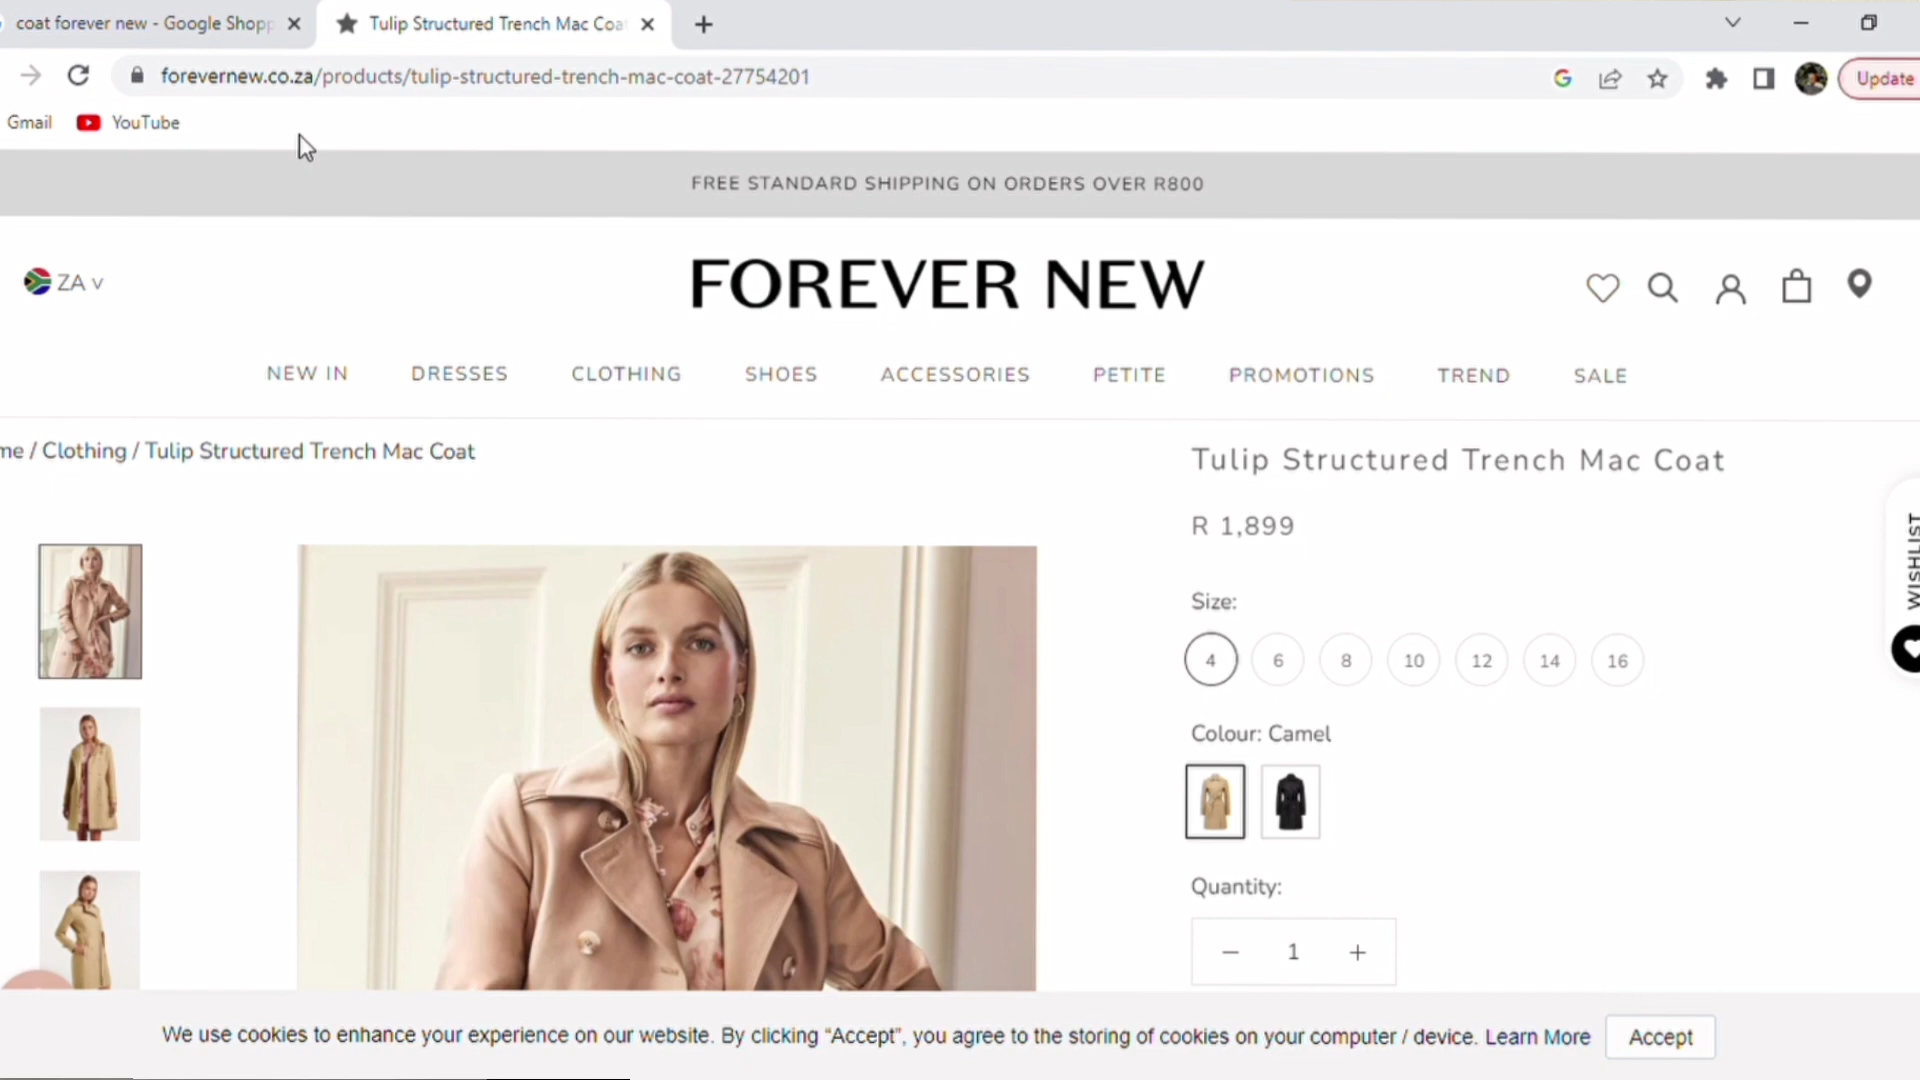 coat forever new - Google Shopp
Tulip Structured Trench Mac Coa
forevernew.co.za/products/tulip-structured-trench-mac-coat-27754201
Update
Gmail
YouTube
FREE STANDARD SHIPPING ON ORDERS OVER R800
ZA
FOREVER NEW
NEW IN DRESSES CLOTHING SHOES ACCESSORIES PETITE PROMOTIONS TREND SALE
me / Clothing / Tulip Structured Trench Mac Coat
Tulip Structured Trench Mac Coat
R 1,899
Size:
4 6 8 10 12 14 16
WISHLIST
Colour: Camel
Quantity:
− 1 +
We use cookies to enhance your experience on our website. By clicking “Accept”, you agree to the storing of cookies on your computer / device. Learn More
Accept